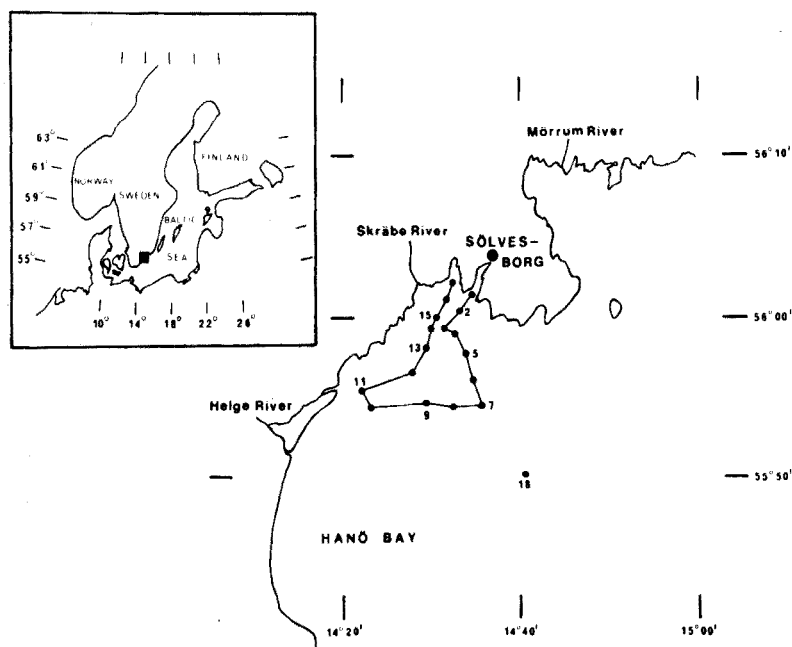 63°
61°
59°
57°
55°
NORWAY
SWEDEN
FINLAND
BALTIC
SEA
10°
14°
18°
22°
26°
Mörrum River
56°10'
Skräbe River
SÖLVES-
BORG
2
15
56°00'
13
5
11
Helge River
9
7
55°50'
18
HANÖ BAY
14°20'
14°40'
15°00'